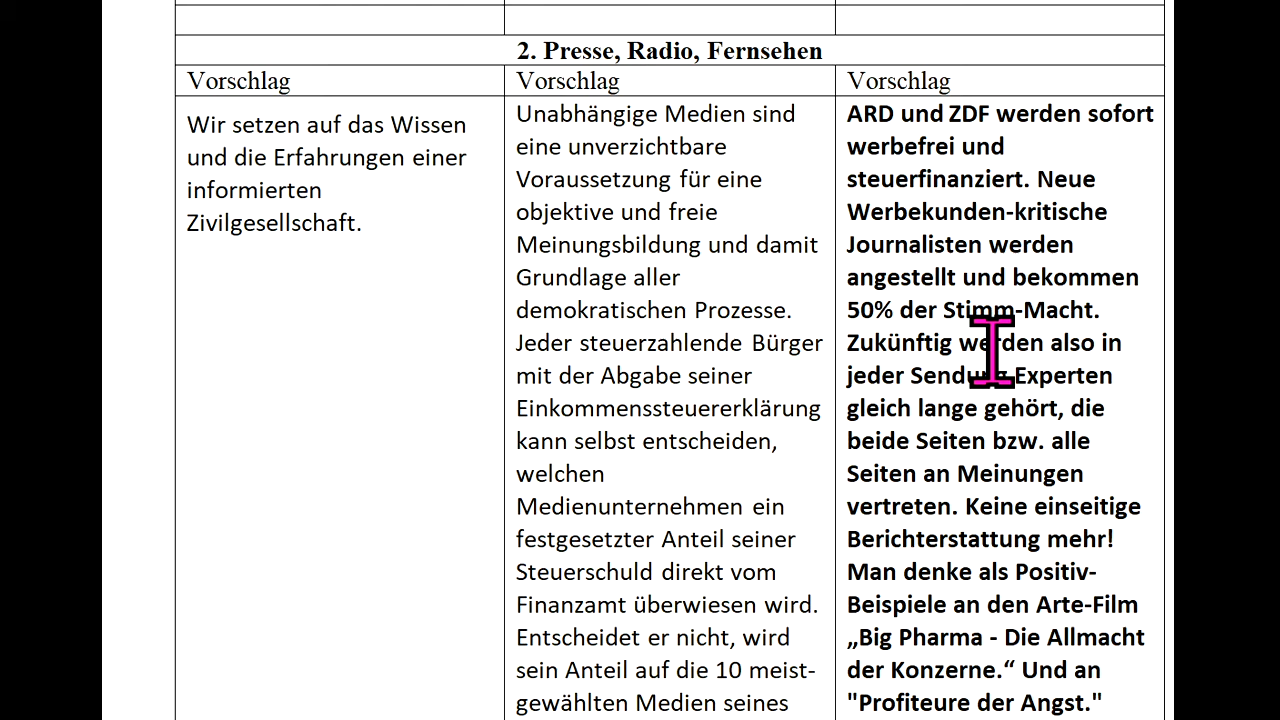 2. Presse, Radio, Fernsehen
Vorschlag
Wir setzen auf das Wissen
und die Erfahrungen einer
informierten
Zivilgesellschaft.
Vorschlag
Unabhängige Medien sind
eine unverzichtbare
Voraussetzung für eine
objektive und freie
Meinungsbildung und damit
Grundlage aller
demokratischen Prozesse.
Jeder steuerzahlende Bürger
mit der Abgabe seiner
Einkommenssteuererklärung
kann selbst entscheiden,
welchen
Medienunternehmen ein
festgesetzter Anteil seiner
Steuerschuld direkt vom
Finanzamt überwiesen wird.
Entscheidet er nicht, wird
sein Anteil auf die 10 meist-
gewählten Medien seines
Vorschlag
ARD und ZDF werden sofort
werbefrei und
steuerfinanziert. Neue
Werbekunden-kritische
Journalisten werden
angestellt und bekommen
50% der Stimm-Macht.
Zukünftig werden also in
jeder Sendung Experten
gleich lange gehört, die
beide Seiten bzw. alle
Seiten an Meinungen
vertreten. Keine einseitige
Berichterstattung mehr!
Man denke als Positiv-
Beispiele an den Arte-Film
„Big Pharma - Die Allmacht
der Konzerne.“ Und an
"Profiteure der Angst."